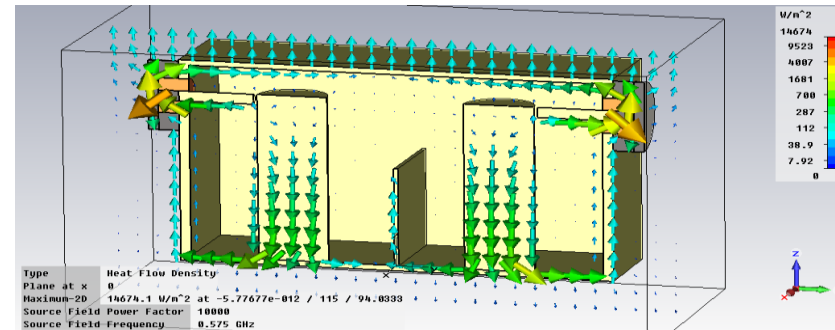 W/m^2
14674
9523
4007
1681
700
287
112
38.9
7.92
0
Type Heat Flow Density
Plane at x 0
Maximum-2D 14674.1 W/m^2 at -5.77677e-012 / 115 / 94.0333
Source Field Power Factor 10000
Source Field Frequency 0.575 GHz
z
x